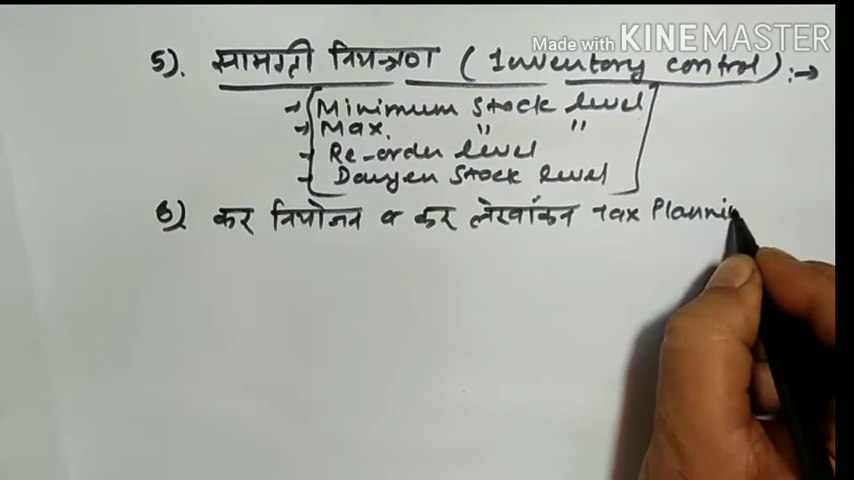 Made with KINEMASTER
5). सामग्री नियन्त्रण ( Inventory control ) :→
→ Minimum Stock level
→ Max. " "
→ Re-order level
→ Danger Stock level
6) कर नियोजन व कर लेखांकन Tax Plannin